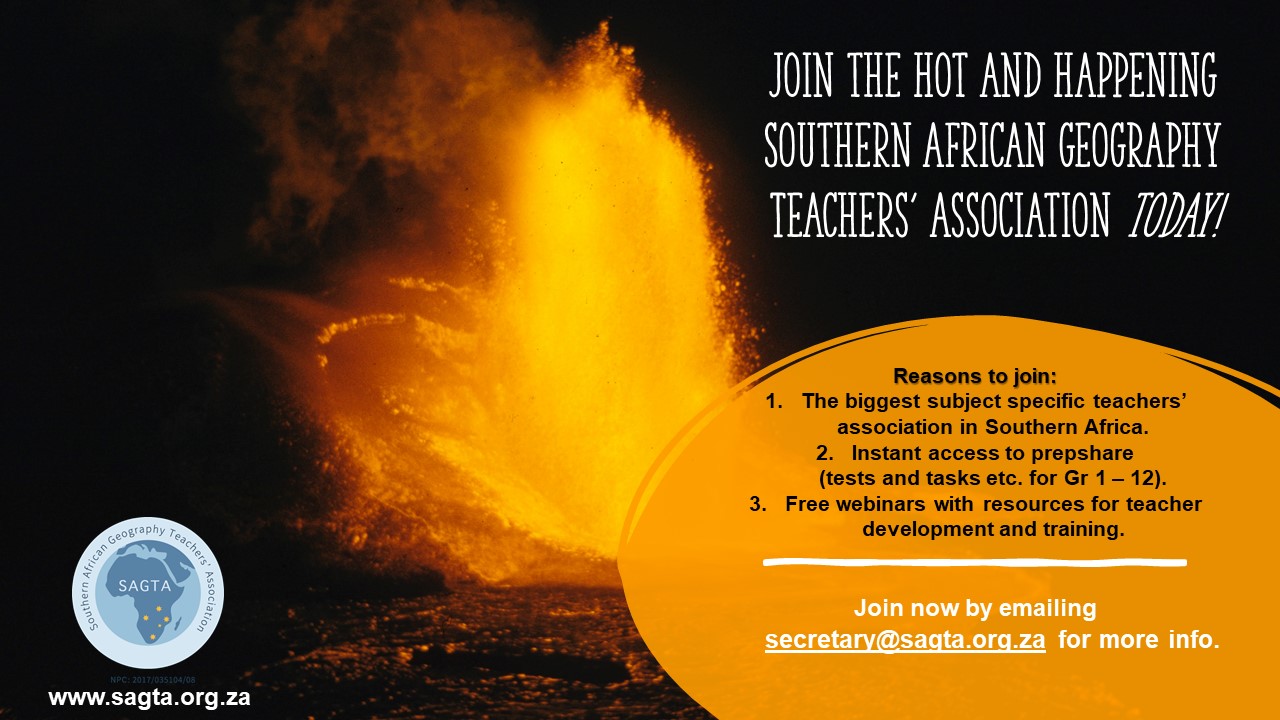 JOIN THE HOT AND HAPPENING
SOUTHERN AFRICAN GEOGRAPHY
TEACHERS’ ASSOCIATION TODAY!
Reasons to join:
1. The biggest subject specific teachers’
association in Southern Africa.
2. Instant access to prepshare
(tests and tasks etc. for Gr 1 – 12).
3. Free webinars with resources for teacher
development and training.
Join now by emailing
secretary@sagta.org.za for more info.
Southern African Geography Teachers' Association
SAGTA
NPC: 2017/035104/08
www.sagta.org.za